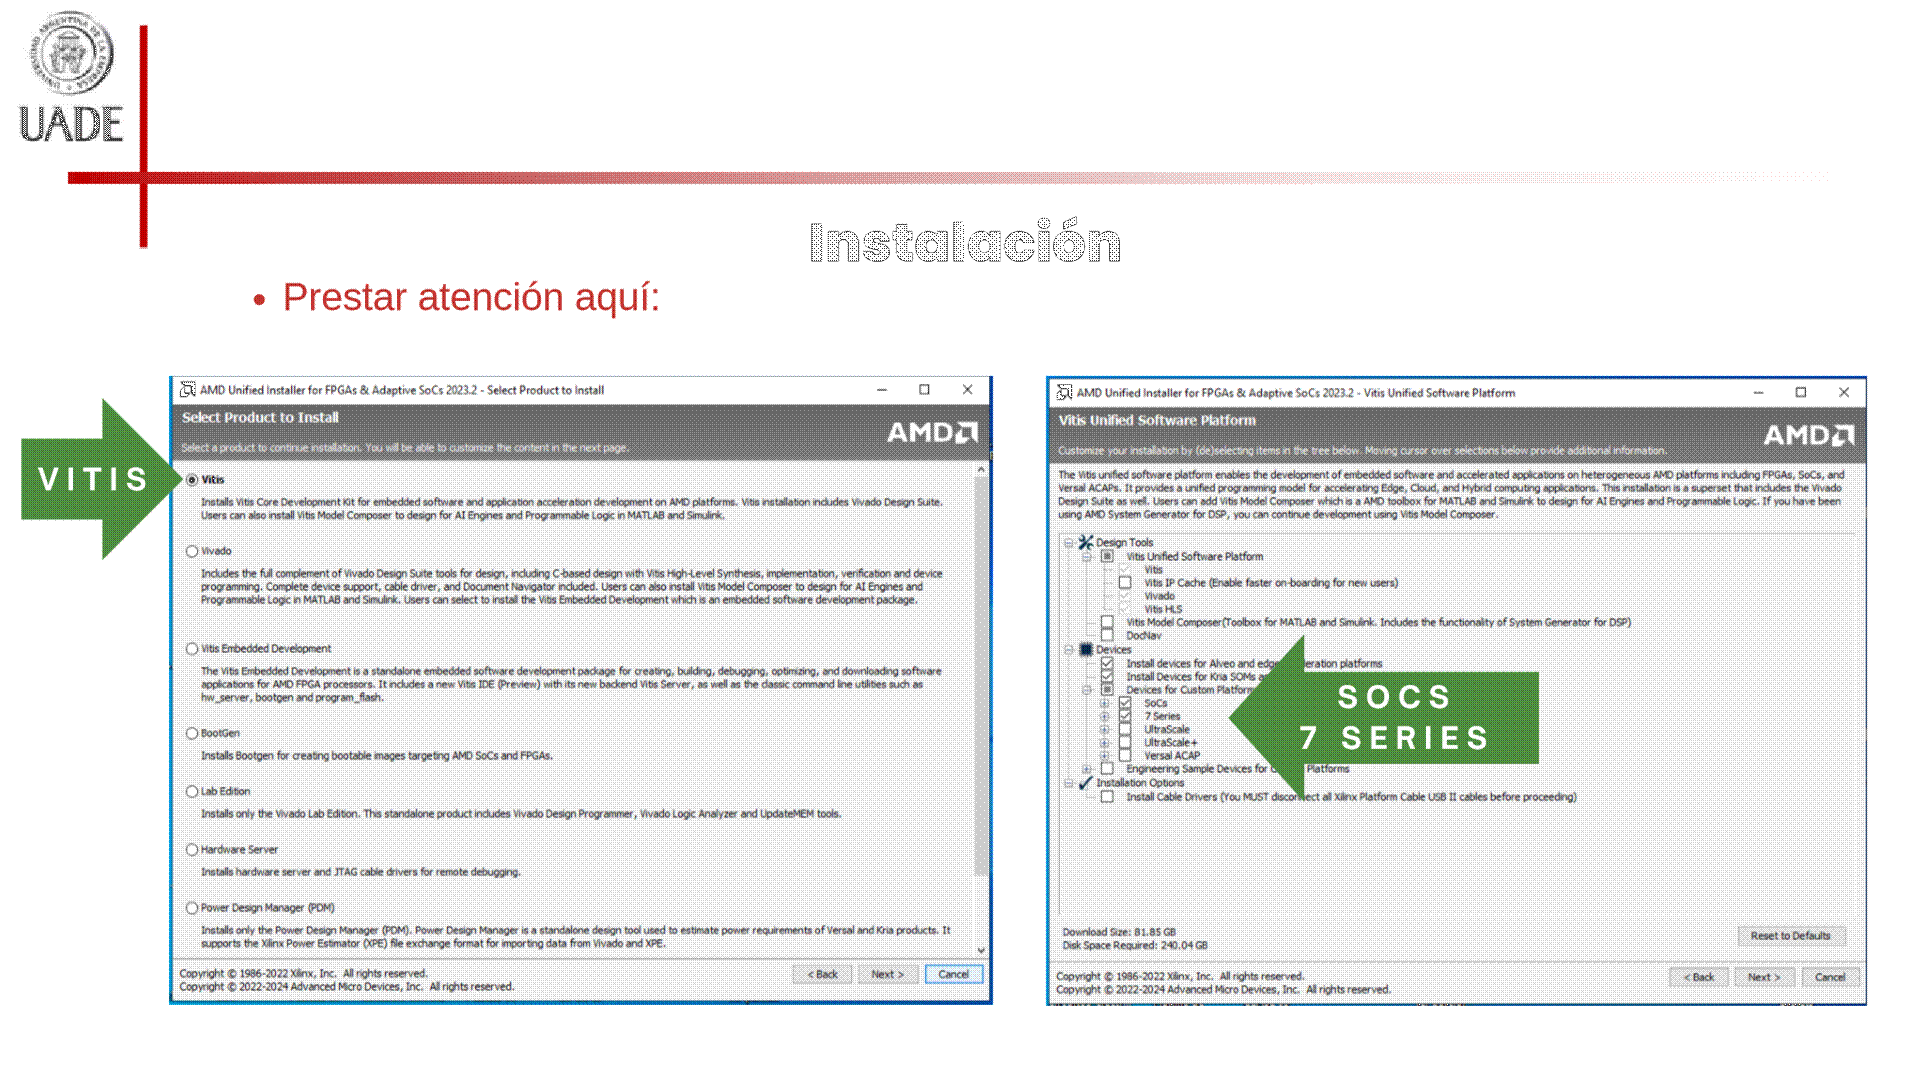 UADE
Instalación
• Prestar atención aquí:
VITIS
AMD Unified Installer for FPGAs & Adaptive SoCs 2023.2 - Select Product to Install
Select Product to Install
Select a product to continue installation. You will be able to customize the content in the next page.
AMD
Vitis
Installs Vitis Core Development Kit for embedded software and application acceleration development on AMD platforms. Vitis installation includes Vivado Design Suite.
Users can also install Vitis Model Composer to design for AI Engines and Programmable Logic in MATLAB and Simulink.
Vivado
Includes the full complement of Vivado Design Suite tools for design, including C-based design with Vitis High-Level Synthesis, implementation, verification and device
programming. Complete device support, cable driver, and Document Navigator included. Users can also install Vitis Model Composer to design for AI Engines and
Programmable Logic in MATLAB and Simulink. Users can select to install the Vitis Embedded Development which is an embedded software development package.
Vitis Embedded Development
The Vitis Embedded Development is a standalone embedded software development package for creating, building, debugging, optimizing, and downloading software
applications for AMD FPGA processors. It includes a new Vitis IDE (Preview) with its new backend Vitis Server, as well as the classic command line utilities such as
hw_server, bootgen and program_flash.
BootGen
Installs Bootgen for creating bootable images targeting AMD SoCs and FPGAs.
Lab Edition
Installs only the Vivado Lab Edition. This standalone product includes Vivado Design Programmer, Vivado Logic Analyzer and UpdateMEM tools.
Hardware Server
Installs hardware server and JTAG cable drivers for remote debugging.
Power Design Manager (PDM)
Installs only the Power Design Manager (PDM). Power Design Manager is a standalone design tool used to estimate power requirements of Versal and Kria products. It
supports the Xilinx Power Estimator (XPE) file exchange format for importing data from Vivado and XPE.
Copyright © 1986-2022 Xilinx, Inc. All rights reserved.
Copyright © 2022-2024 Advanced Micro Devices, Inc. All rights reserved.
< Back Next > Cancel
AMD Unified Installer for FPGAs & Adaptive SoCs 2023.2 - Vitis Unified Software Platform
Vitis Unified Software Platform
Customize your installation by (de)selecting items in the tree below. Moving cursor over selections below provide additional information.
AMD
The Vitis unified software platform enables the development of embedded software and accelerated applications on heterogeneous AMD platforms including FPGAs, SoCs, and
Versal ACAPs. It provides a unified programming model for accelerating Edge, Cloud, and Hybrid computing applications. This installation is a superset that includes the Vivado
Design Suite as well. Users can add Vitis Model Composer which is a AMD toolbox for MATLAB and Simulink to design for AI Engines and Programmable Logic. If you have been
using AMD System Generator for DSP, you can continue development using Vitis Model Composer.
Design Tools
Vitis Unified Software Platform
Vitis
Vitis IP Cache (Enable faster on-boarding for new users)
Vivado
Vitis HLS
Vitis Model Composer(Toolbox for MATLAB and Simulink. Includes the functionality of System Generator for DSP)
DocNav
Devices
Install devices for Alveo and edge eration platforms
Install Devices for Kria SOMs
Devices for Custom Platform
SoCs
7 Series
UltraScale
UltraScale+
Versal ACAP
Engineering Sample Devices for Platforms
Installation Options
Install Cable Drivers (You MUST disconnect all Xilinx Platform Cable USB II cables before proceeding)
SOCS
7 SERIES
Download Size: 81.85 GB
Disk Space Required: 240.04 GB
Reset to Defaults
Copyright © 1986-2022 Xilinx, Inc. All rights reserved.
Copyright © 2022-2024 Advanced Micro Devices, Inc. All rights reserved.
< Back Next > Cancel